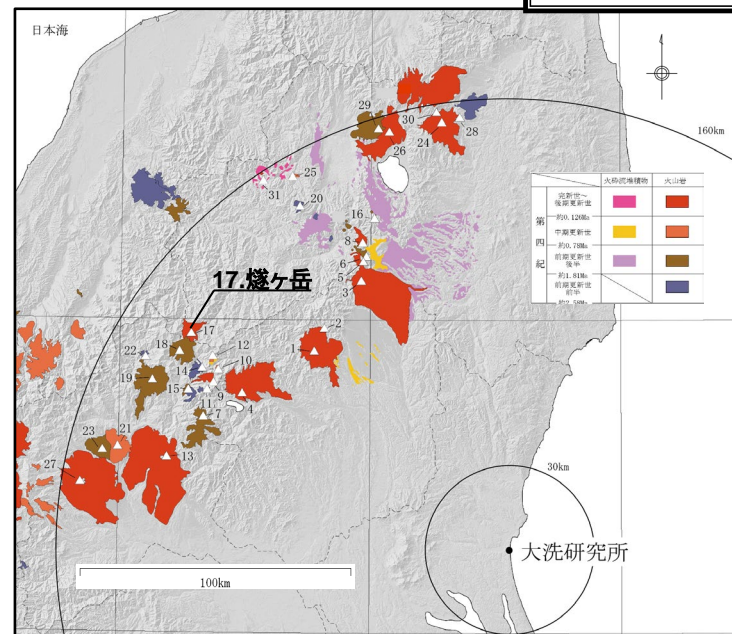 日本海
160km
29
30
24
28
26
25
31
20
16
8
6
5
3
17.燧ヶ岳
17
2
18
12
1
22
14
10
19
15
9
4
11
7
23
21
13
27
火砕流堆積物
火山岩
第四紀
完新世～
後期更新世
約0.126Ma
中期更新世
約0.78Ma
前期更新世
後半
約1.81Ma
前期更新世
前半
約2.58Ma
30km
大洗研究所
100km